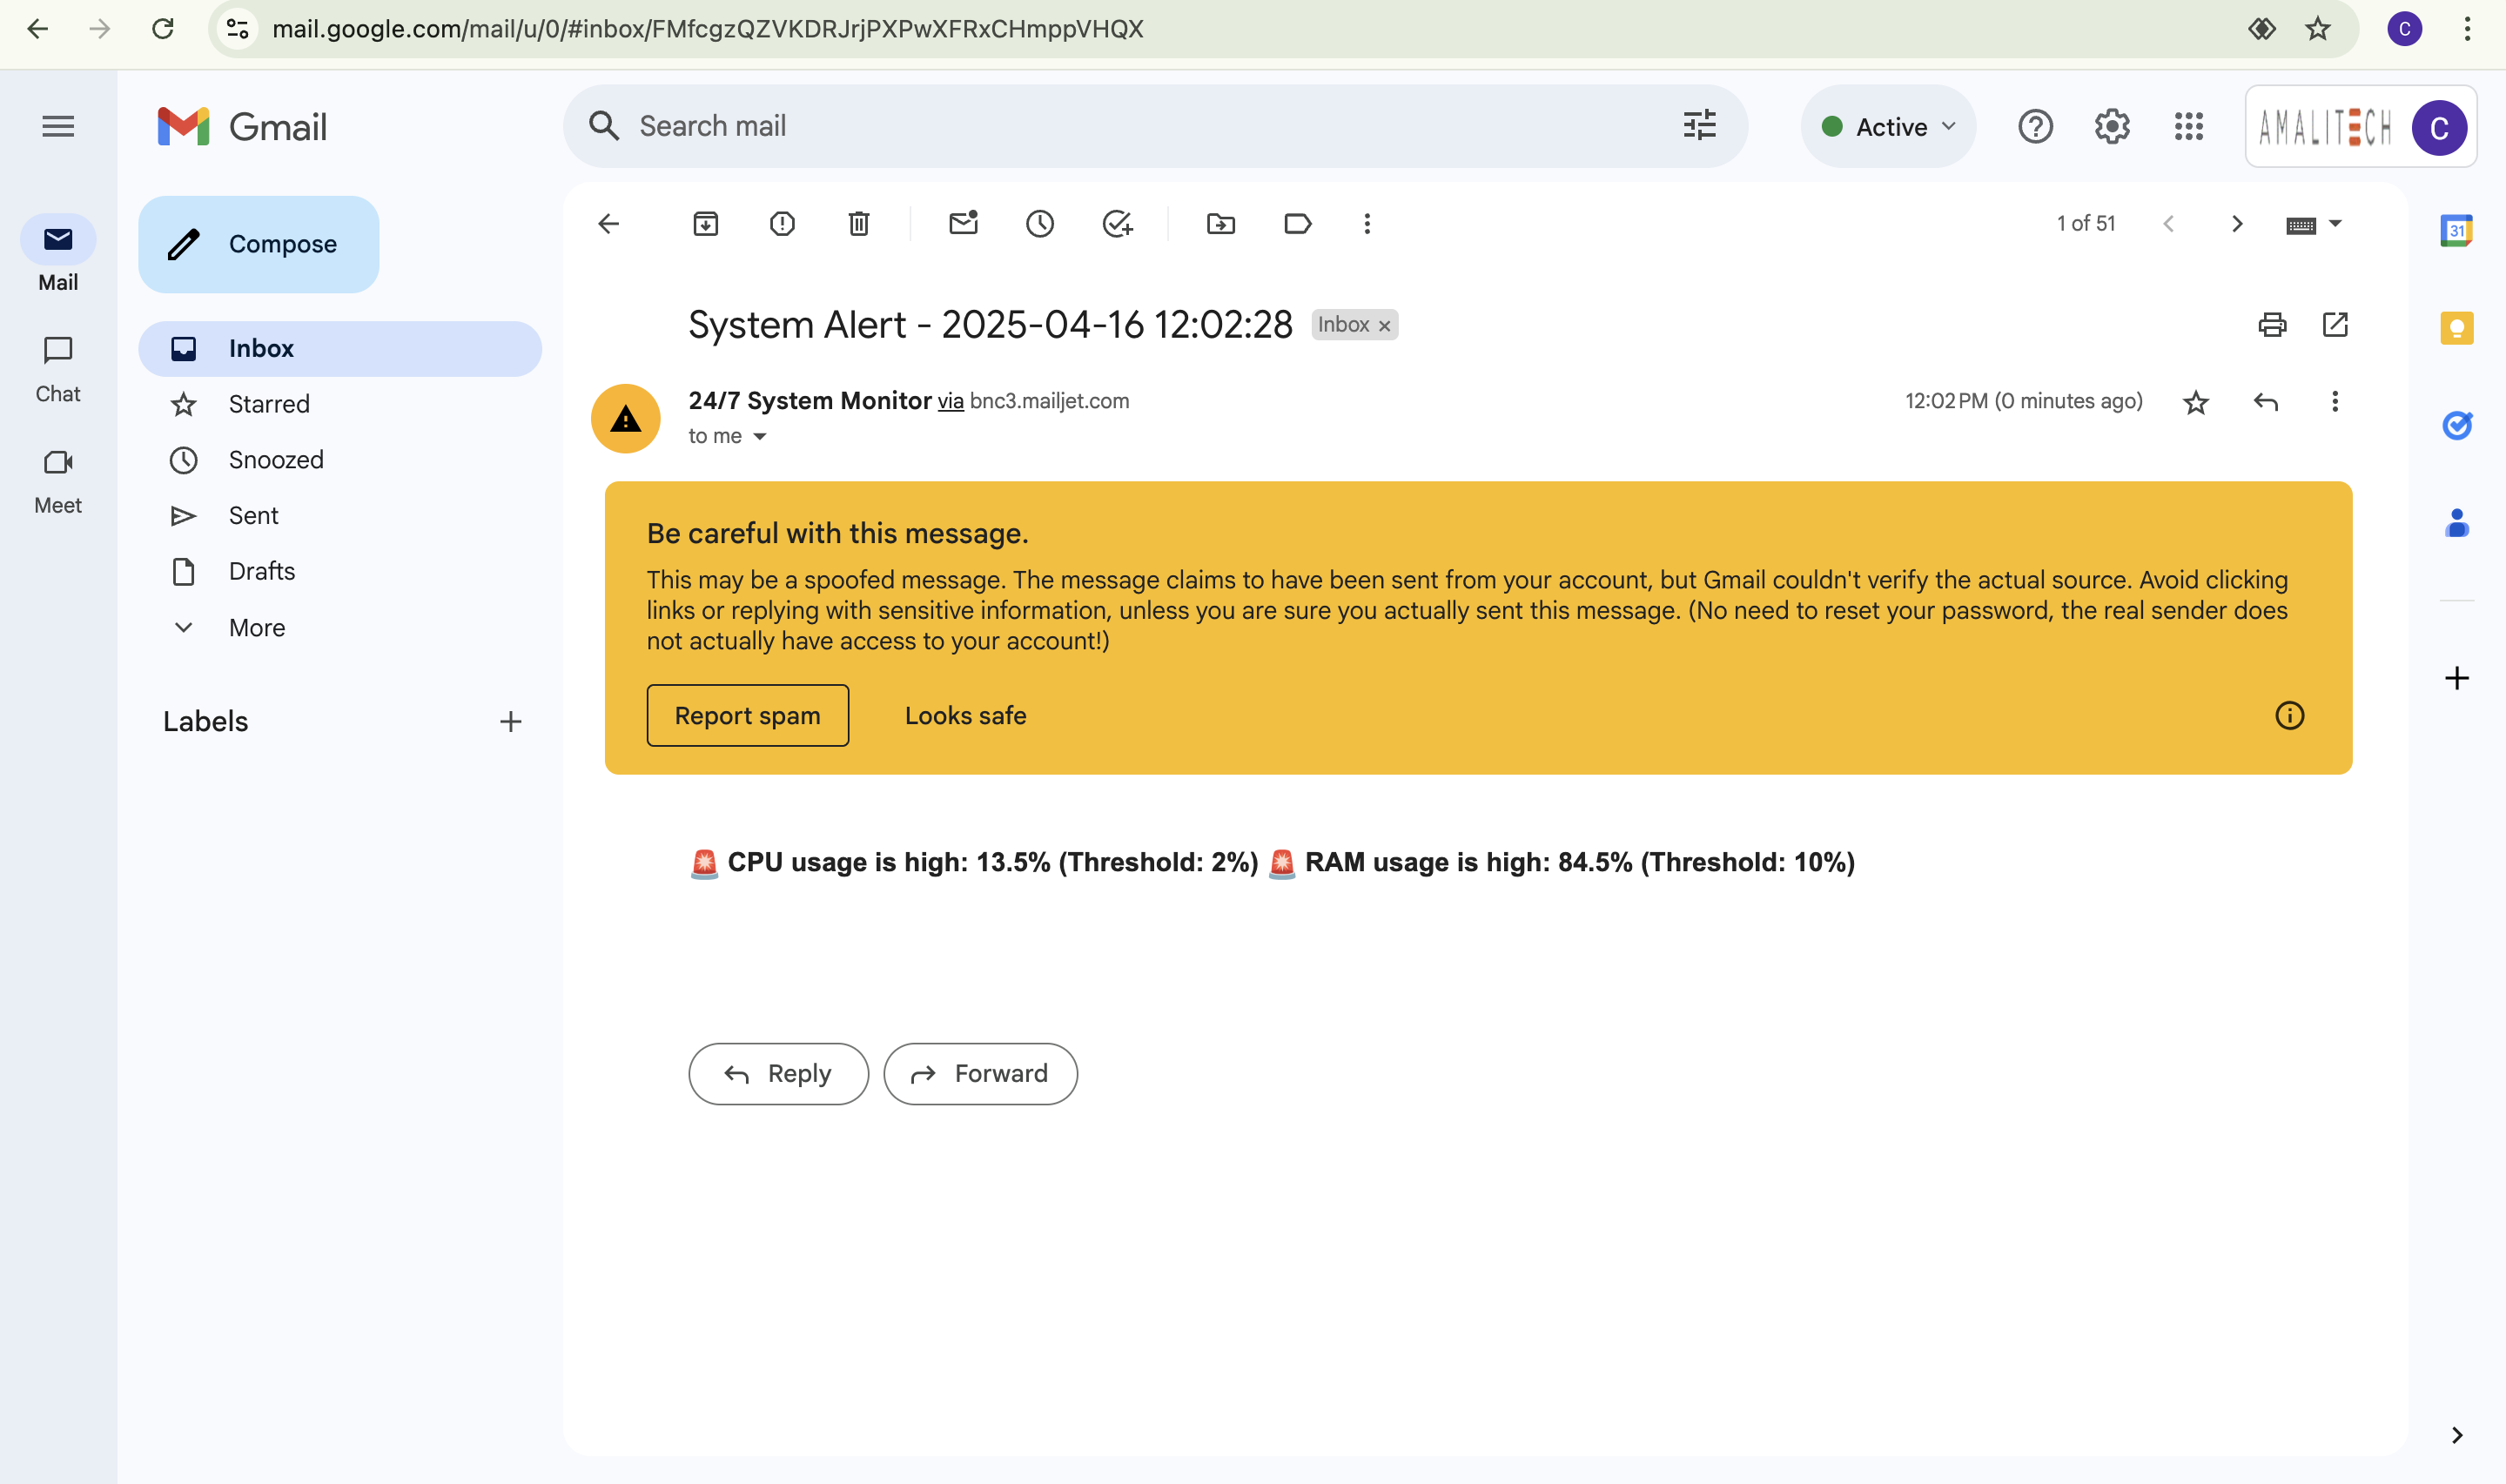 mail.google.com/mail/u/0/#inbox/FMfcgzQZVKDRJrjPXPwXFRxCHmppVHQX
C
Gmail
Search mail
Active
AMALITECH
C
Mail
Chat
Meet
Compose
Inbox
Starred
Snoozed
Sent
Drafts
More
Labels
1 of 51
31
System Alert - 2025-04-16 12:02:28
Inbox ×
24/7 System Monitor via bnc3.mailjet.com
12:02 PM (0 minutes ago)
to me
Be careful with this message.
This may be a spoofed message. The message claims to have been sent from your account, but Gmail couldn't verify the actual source. Avoid clicking
links or replying with sensitive information, unless you are sure you actually sent this message. (No need to reset your password, the real sender does
not actually have access to your account!)
Report spam
Looks safe
🚨 CPU usage is high: 13.5% (Threshold: 2%) 🚨 RAM usage is high: 84.5% (Threshold: 10%)
Reply
Forward